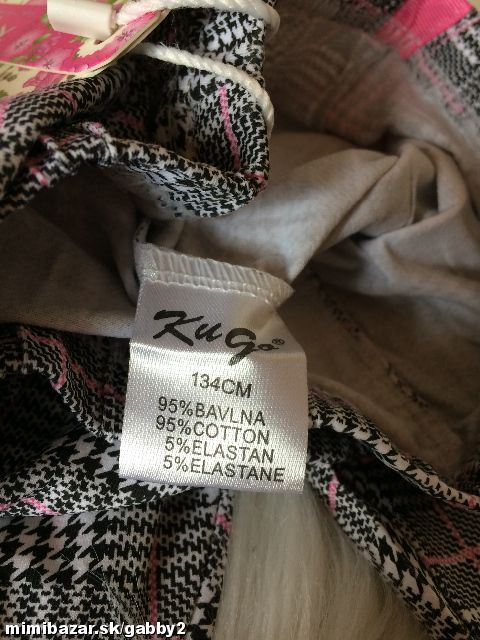 KuGo®
134CM
95%BAVLNA
95%COTTON
5%ELASTAN
5%ELASTANE
mimibazar.sk/gabby2